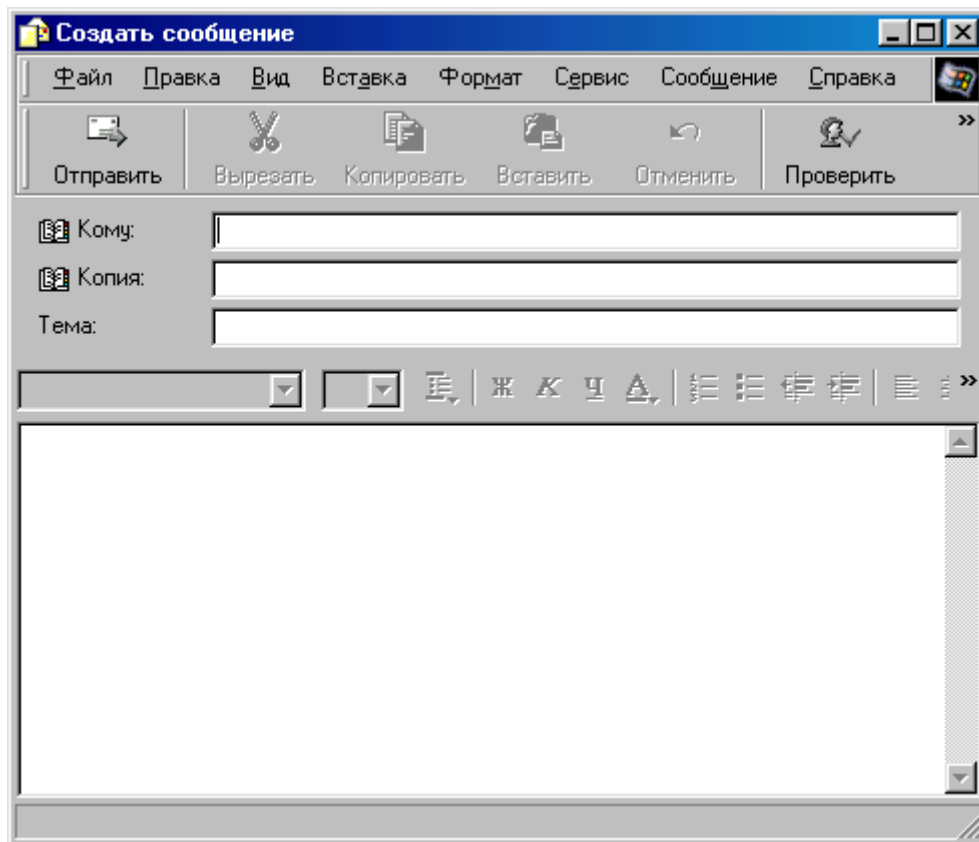 Создать сообщение
Файл Правка Вид Вставка Формат Сервис Сообщение Справка
Отправить Вырезать Копировать Вставить Отменить Проверить
Кому:
Копия:
Тема:
Ж К Ч А